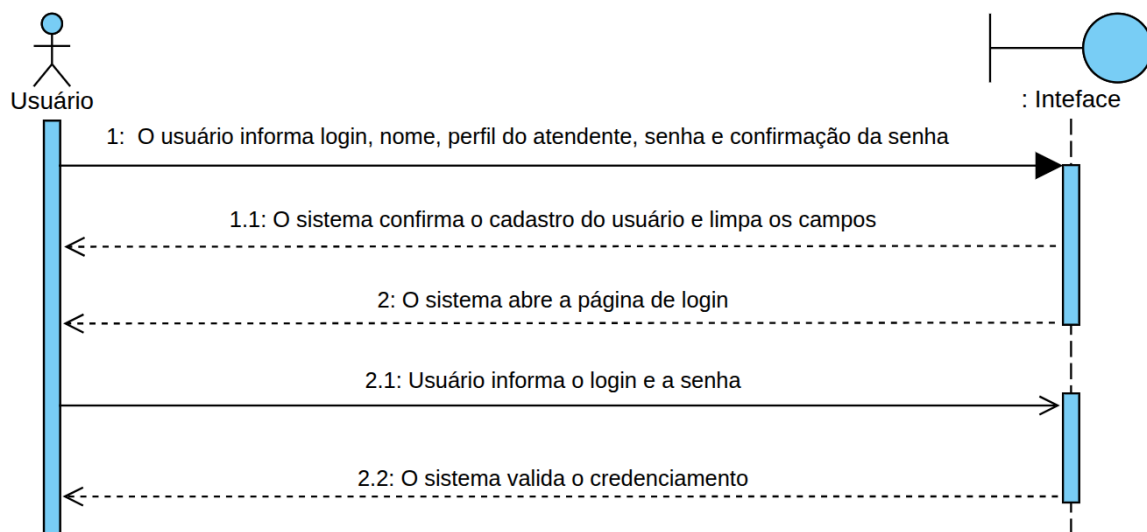 Usuário
: Inteface
1: O usuário informa login, nome, perfil do atendente, senha e confirmação da senha
1.1: O sistema confirma o cadastro do usuário e limpa os campos
2: O sistema abre a página de login
2.1: Usuário informa o login e a senha
2.2: O sistema valida o credenciamento